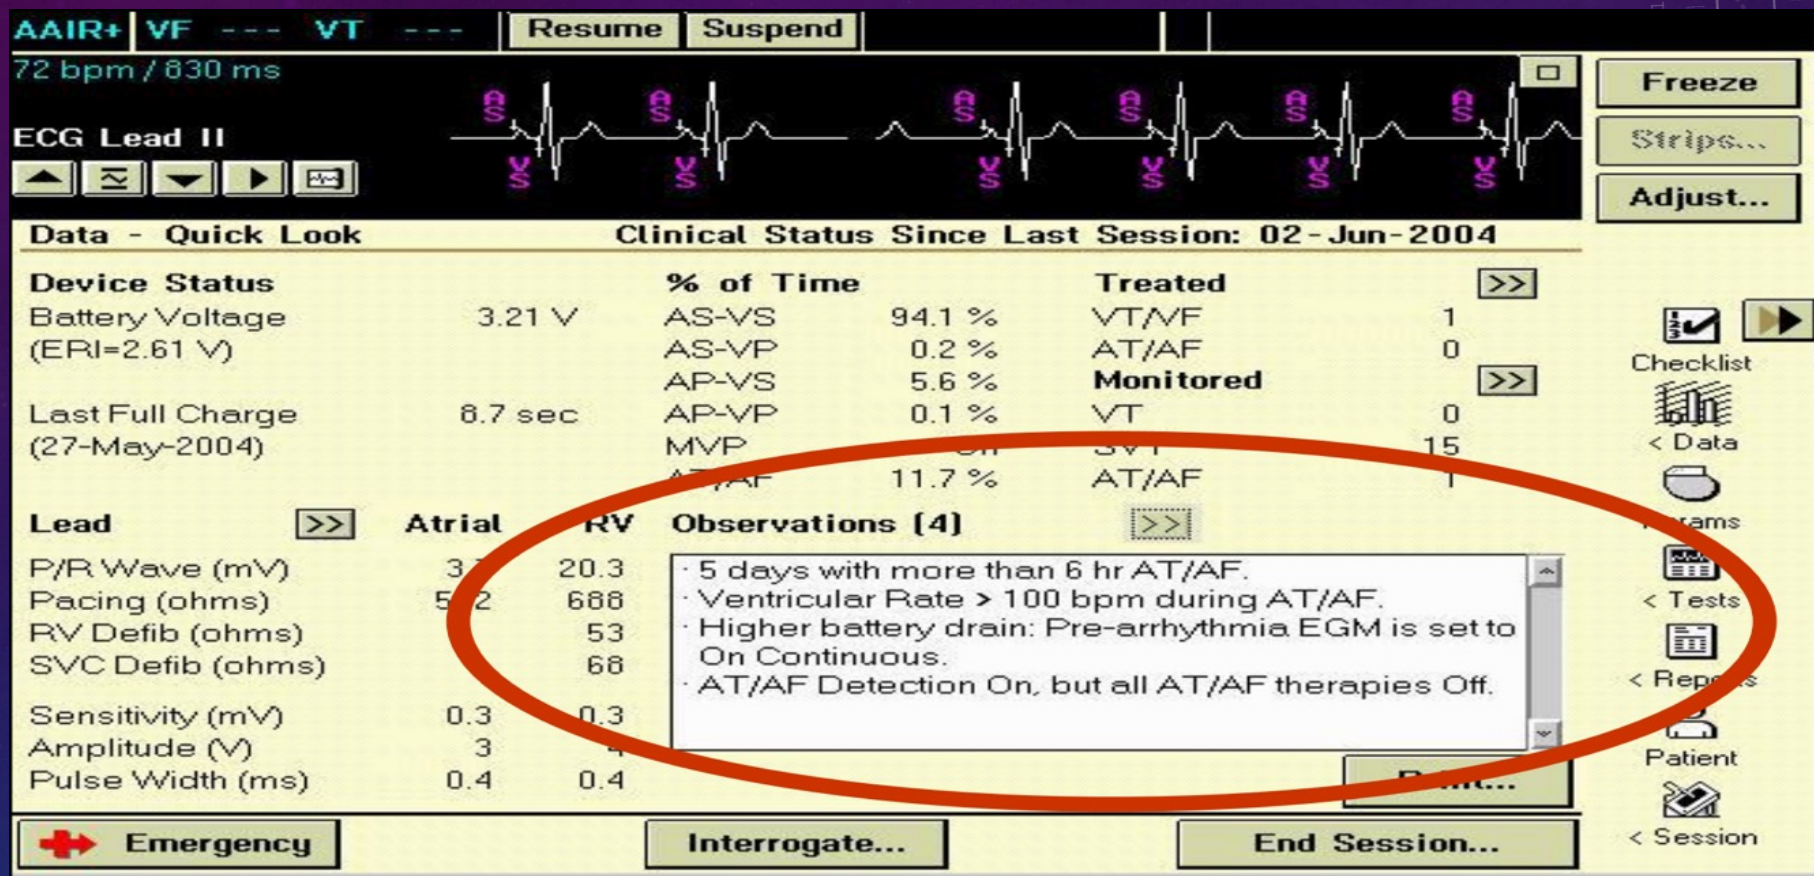 AAIR+ VF --- VT --- Resume Suspend
72 bpm / 830 ms
ECG Lead II
AS AS AS AS AS AS
VS VS VS VS VS VS
Freeze
Strips...
Adjust...
Data - Quick Look Clinical Status Since Last Session: 02-Jun-2004
Device Status % of Time Treated >>
Battery Voltage 3.21 V AS-VS 94.1 % VT/VF 1
(ERI=2.61 V) AS-VP 0.2 % AT/AF 0
AP-VS 5.6 % Monitored >>
Last Full Charge 8.7 sec AP-VP 0.1 % VT 0
(27-May-2004) MVP On SVT 15
AT/AF 11.7 % AT/AF 1
Lead >> Atrial RV Observations (4) >>
P/R Wave (mV) 20.3
Pacing (ohms) 688
RV Defib (ohms) 53
SVC Defib (ohms) 68
Sensitivity (mV) 0.3 0.3
Amplitude (V) 3 4
Pulse Width (ms) 0.4 0.4
· 5 days with more than 6 hr AT/AF.
· Ventricular Rate > 100 bpm during AT/AF.
· Higher battery drain: Pre-arrhythmia EGM is set to
On Continuous.
· AT/AF Detection On, but all AT/AF therapies Off.
Print...
Checklist
< Data
Params
< Tests
< Reports
Patient
< Session
Emergency Interrogate... End Session...